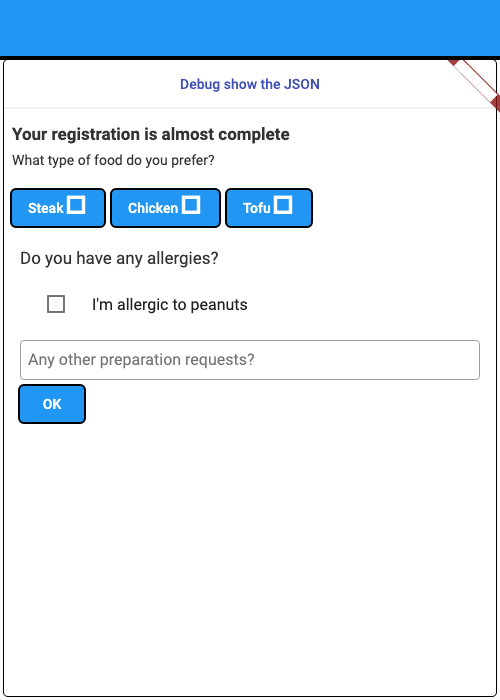 Debug show the JSON
Your registration is almost complete
What type of food do you prefer?
Steak Chicken Tofu
Do you have any allergies?
I'm allergic to peanuts
Any other preparation requests?
OK